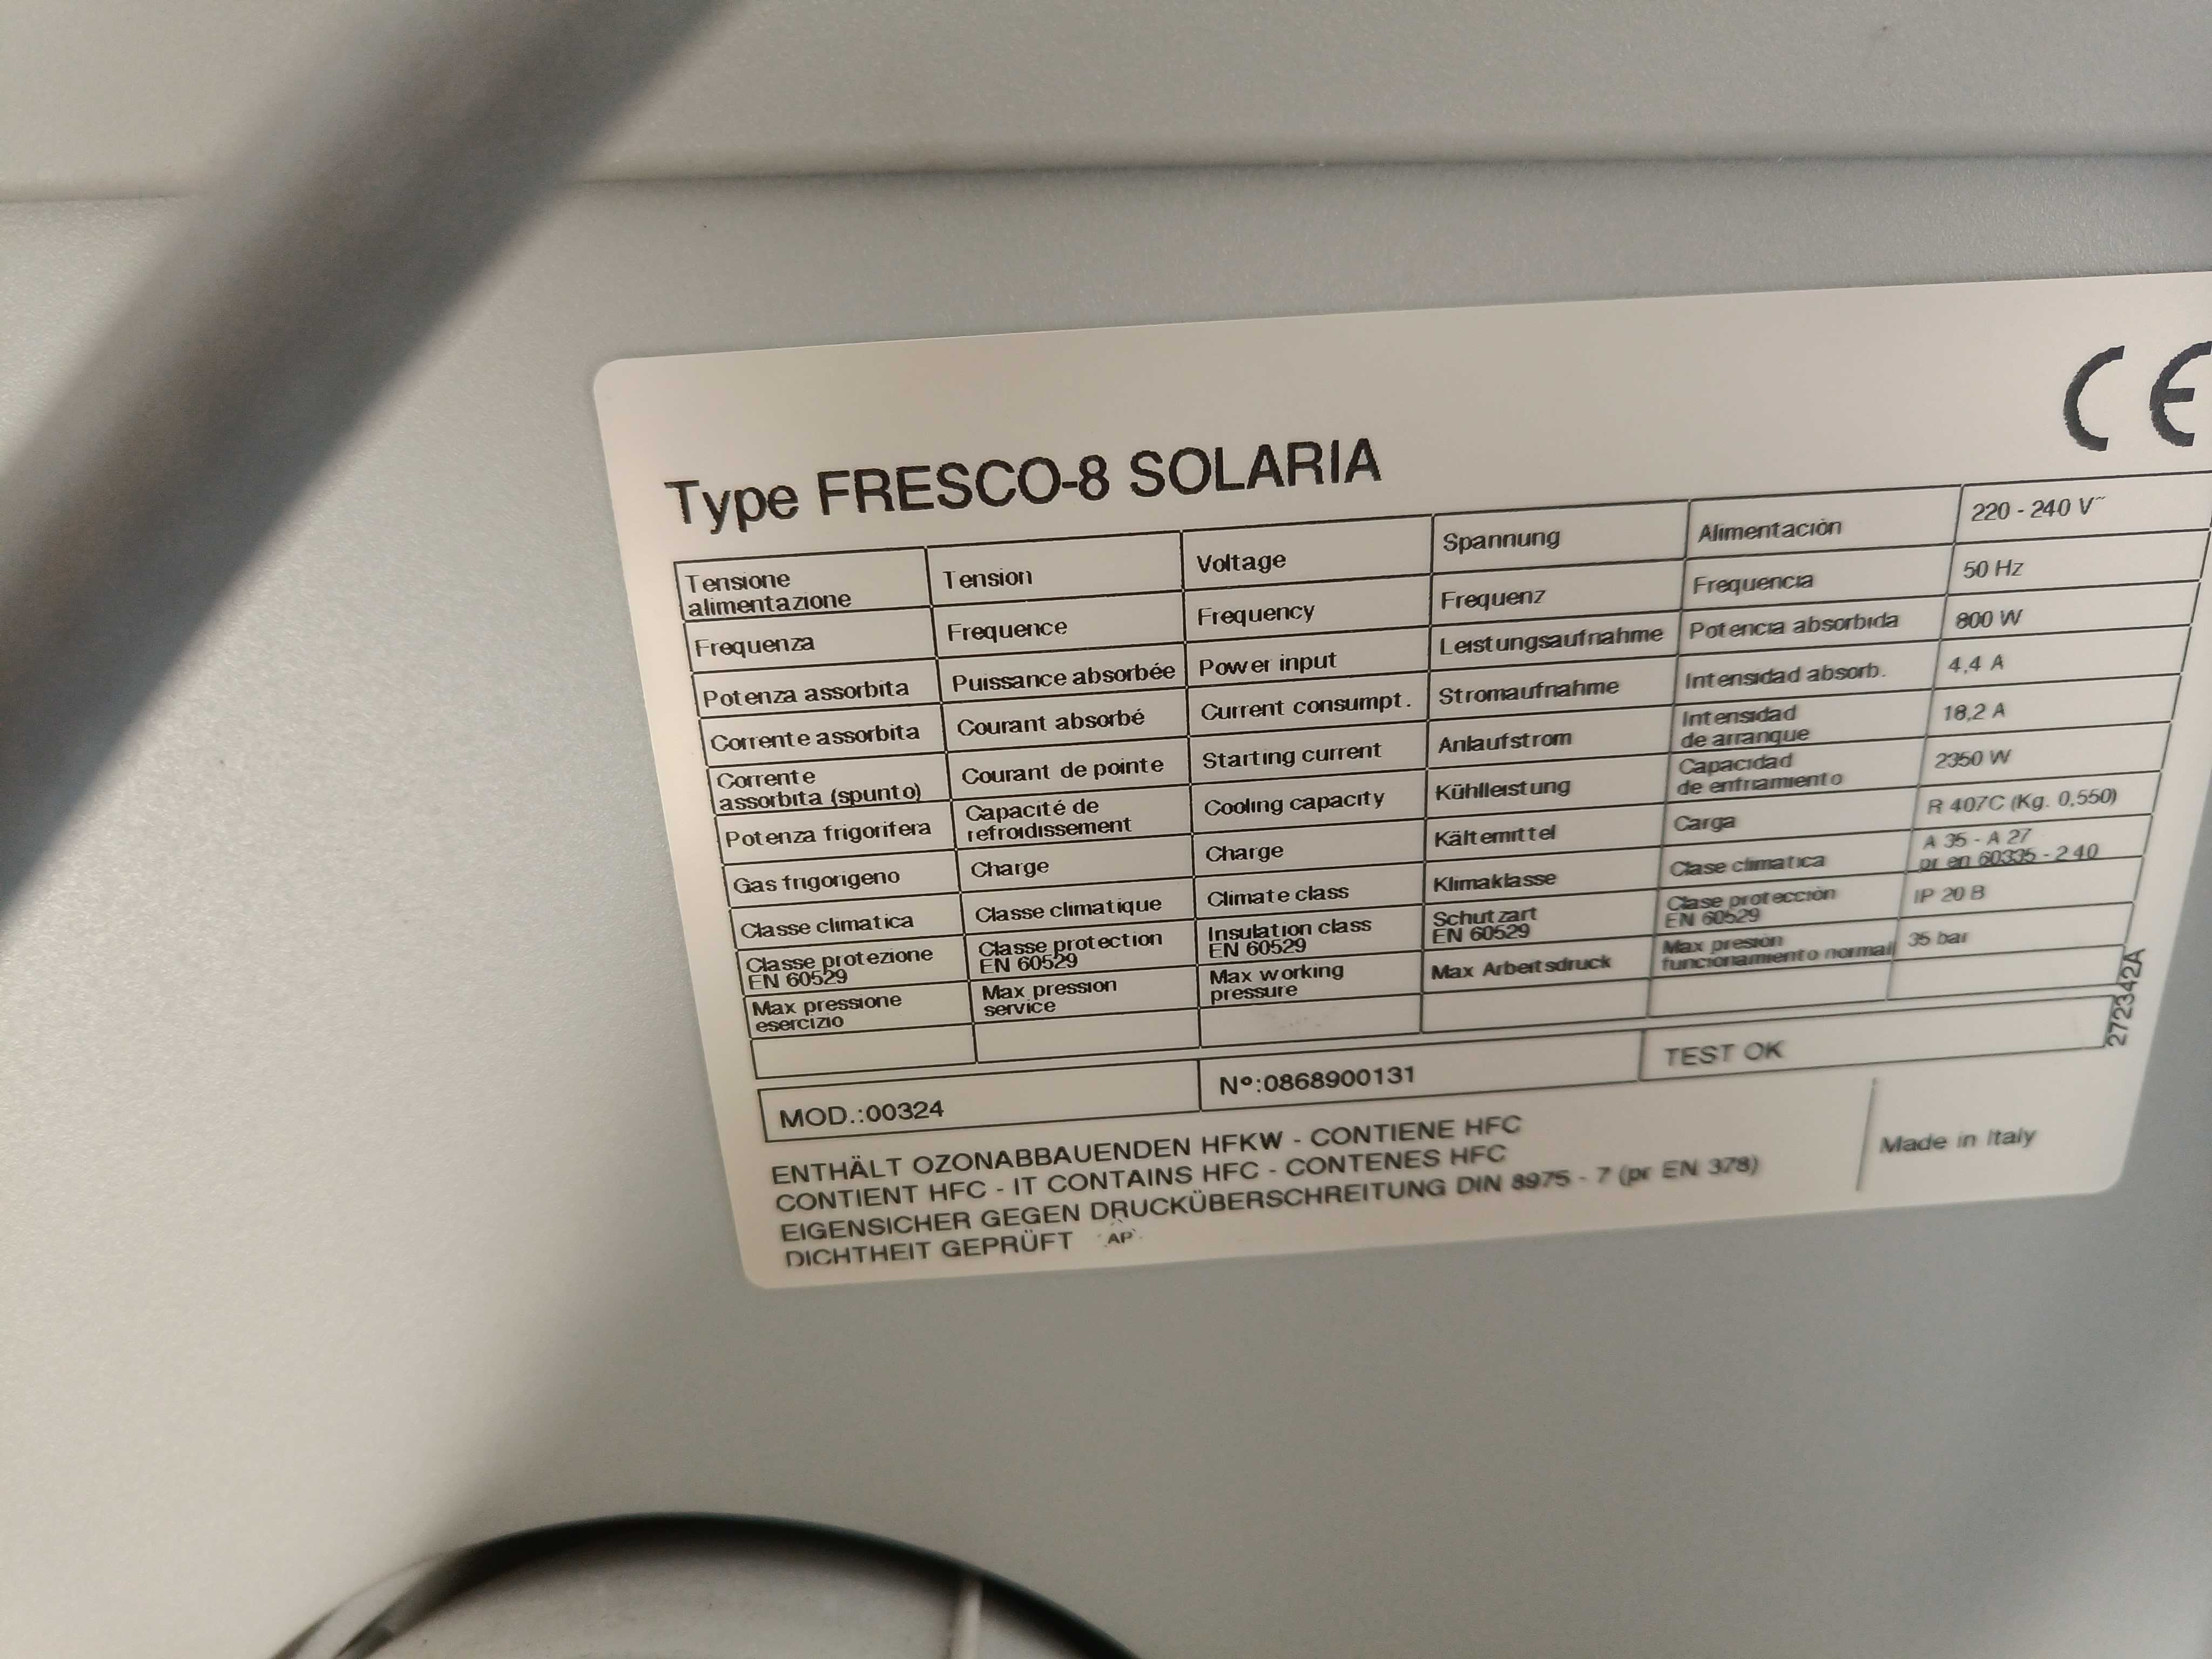 CE
Type FRESCO-8 SOLARIA
Tensione alimentazione Tension Voltage Spannung Alimentación 220 - 240 V~
Frequenza Frequence Frequency Frequenz Frequencia 50 Hz
Potenza assorbita Puissance absorbée Power input Leistungsaufnahme Potencia absorbida 800 W
Corrente assorbita Courant absorbé Current consumpt. Stromaufnahme Intensidad absorb. 4,4 A
Corrente assorbita (spunto) Courant de pointe Starting current Anlaufstrom Intensidad de arranque 18,2 A
Potenza frigorifera Capacité de refroidissement Cooling capacity Kühlleistung Capacidad de enfriamiento 2350 W
Gas frigorigeno Charge Charge Kältemittel Carga R 407C (Kg. 0,550)
Classe climatica Classe climatique Climate class Klimaklasse Clase climatica A 35 - A 27 pr en 60335 - 2 40
Classe protezione EN 60529 Classe protection EN 60529 Insulation class EN 60529 Schutzart EN 60529 Clase protección EN 60529 IP 20 B
Max pressione esercizio Max pression service Max working pressure Max Arbeitsdruck Max presión funcionamiento normal 35 bar
272342A
MOD.:00324 Nº:0868900131 TEST OK
ENTHÄLT OZONABBAUENDEN HFKW - CONTIENE HFC
CONTIENT HFC - IT CONTAINS HFC - CONTENES HFC
EIGENSICHER GEGEN DRUCKÜBERSCHREITUNG DIN 8975 - 7 (pr EN 378)
DICHTHEIT GEPRÜFT AP
Made in Italy